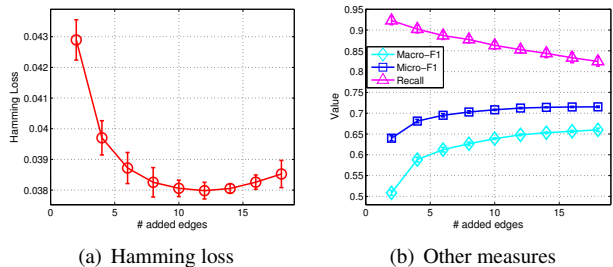 0.043
0.042
0.041
0.04
0.039
0.038
Hamming Loss
0
5
10
15
# added edges
(a) Hamming loss
0.95
0.9
0.85
0.8
0.75
0.7
0.65
0.6
0.55
0.5
Value
Macro-F1
Micro-F1
Recall
0
5
10
15
# added edges
(b) Other measures